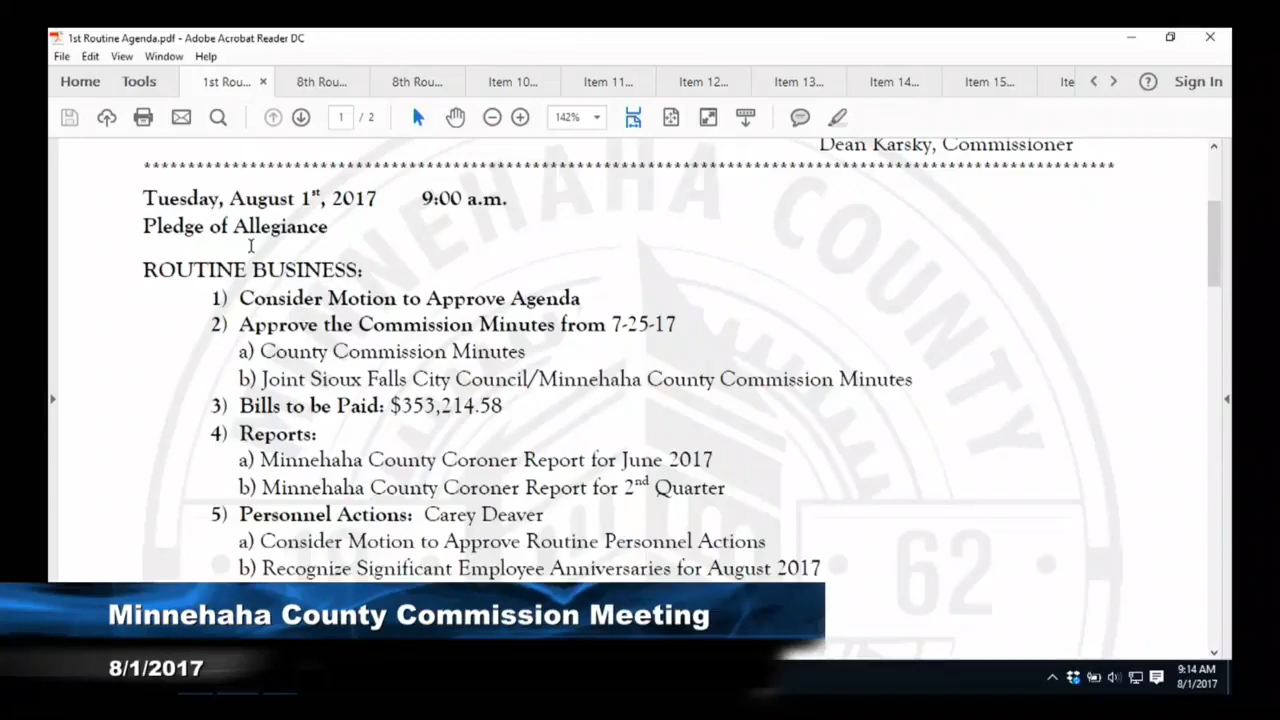 1st Routine Agenda.pdf - Adobe Acrobat Reader DC
File Edit View Window Help
Home Tools 1st Rou... × 8th Rou... 8th Rou... Item 10... Item 11... Item 12... Item 13... Item 14... Item 15... Ite Sign In
1 / 2 142%
Dean Karsky, Commissioner
Tuesday, August 1st, 2017 9:00 a.m.
Pledge of Allegiance
ROUTINE BUSINESS:
1) Consider Motion to Approve Agenda
2) Approve the Commission Minutes from 7-25-17
a) County Commission Minutes
b) Joint Sioux Falls City Council/Minnehaha County Commission Minutes
3) Bills to be Paid: $353,214.58
4) Reports:
a) Minnehaha County Coroner Report for June 2017
b) Minnehaha County Coroner Report for 2nd Quarter
5) Personnel Actions: Carey Deaver
a) Consider Motion to Approve Routine Personnel Actions
b) Recognize Significant Employee Anniversaries for August 2017
MINNEHAHA COUNTY
62
Minnehaha County Commission Meeting
8/1/2017
9:14 AM
8/1/2017